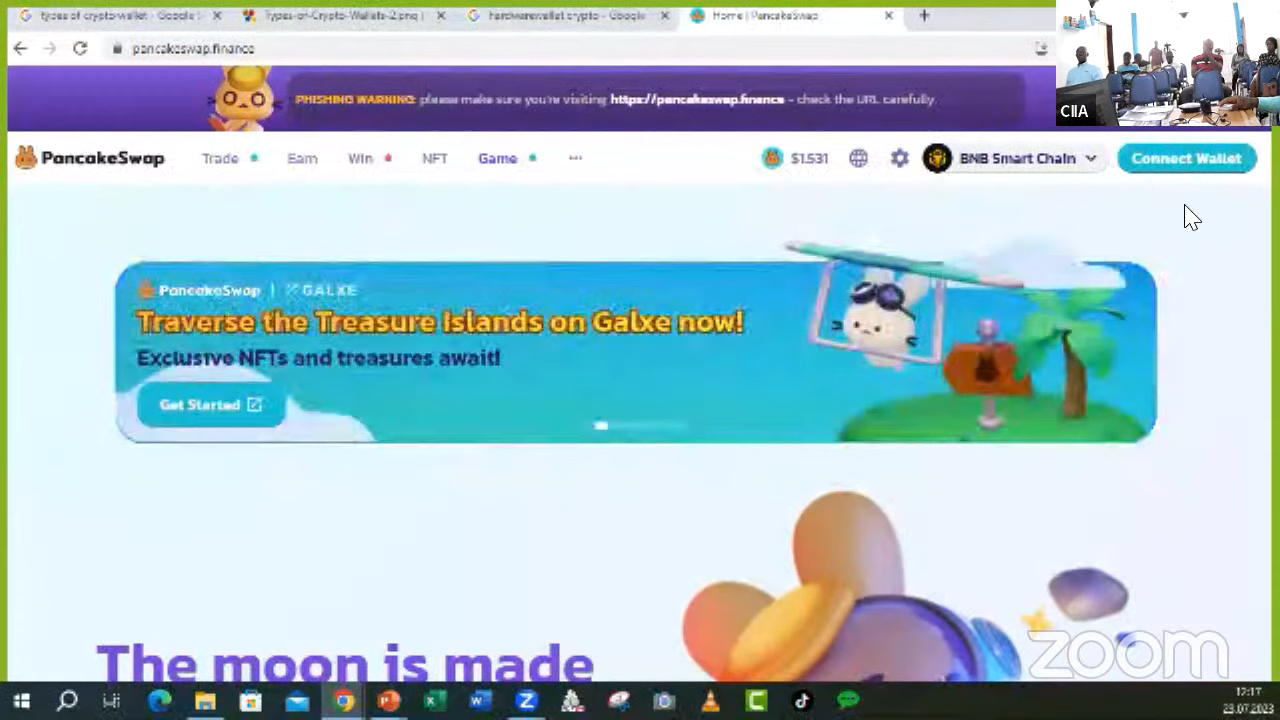 types of crypto wallet - Google S
Types-of-Crypto-Wallets-2.png (
hardwarewallet crypto - Google
Home | PancakeSwap
pancakeswap.finance
PHISHING WARNING: please make sure you're visiting https://pancakeswap.finance - check the URL carefully.
CIIA
PancakeSwap
Trade
Earn
Win
NFT
Game
$1.531
BNB Smart Chain
Connect Wallet
PancakeSwap | GALXE
Traverse the Treasure Islands on Galxe now!
Exclusive NFTs and treasures await!
Get Started
The moon is made
zoom
12:17
23.07.2023